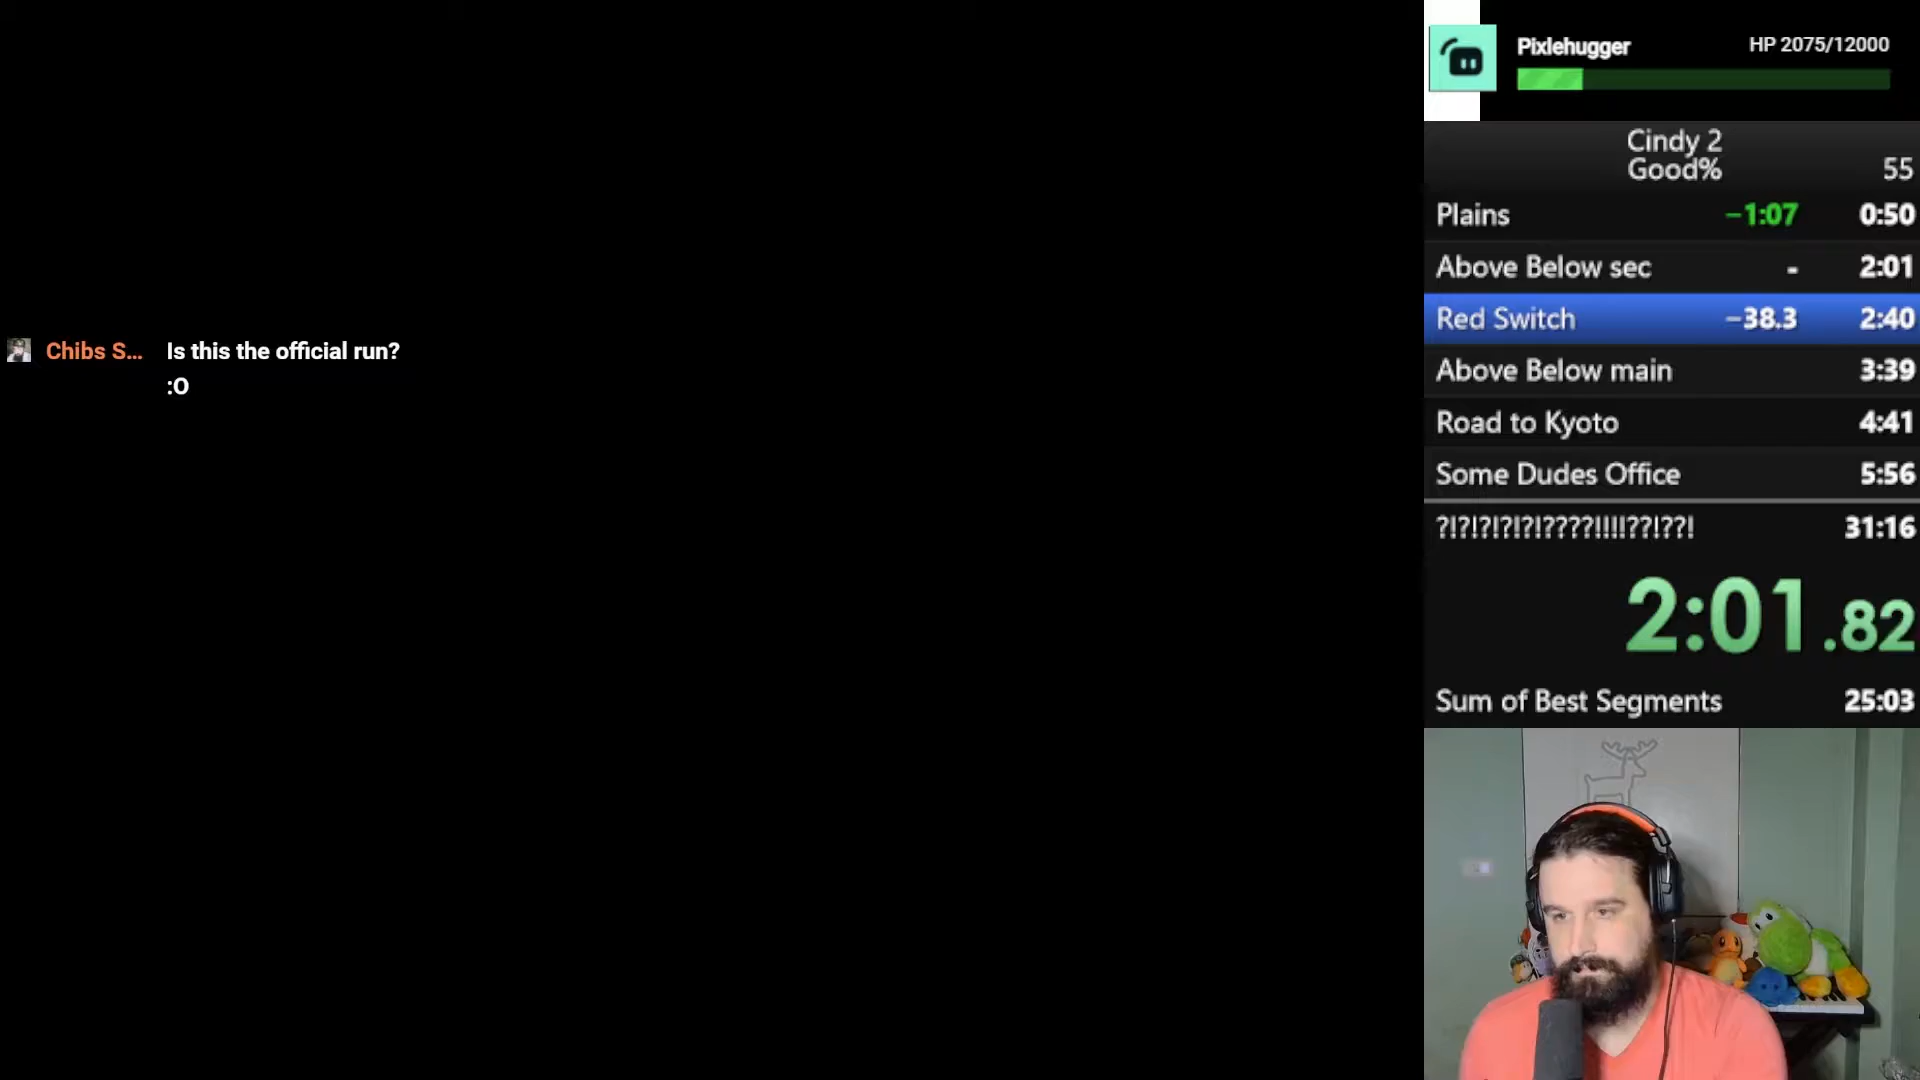 Pixlehugger HP 2075/12000
Cindy 2
Good% 55
Plains −1:07 0:50
Above Below sec - 2:01
Red Switch −38.3 2:40
Above Below main 3:39
Road to Kyoto 4:41
Some Dudes Office 5:56
?!?!?!?!?!????!!!!??!??! 31:16
2:01.82
Sum of Best Segments 25:03
Chibs S... Is this the official run?
:O